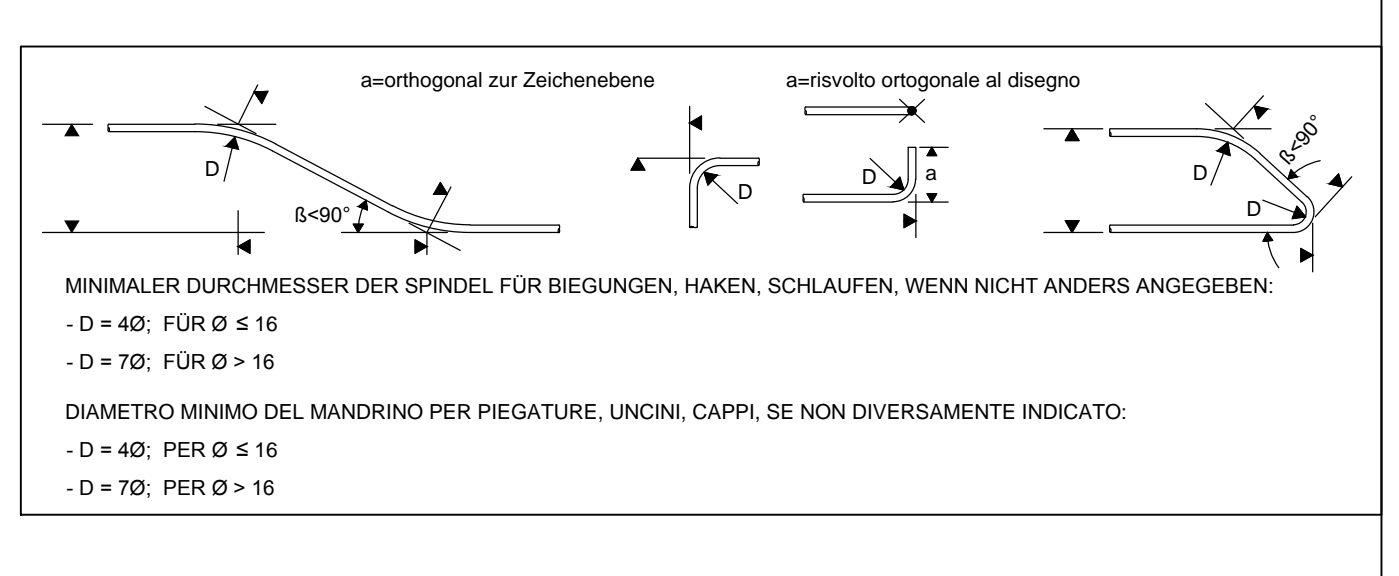 a=orthogonal zur Zeichenebene
a=risvolto ortogonale al disegno
D
ß<90°
D
D
a
D
ß<90°
D
MINIMALER DURCHMESSER DER SPINDEL FÜR BIEGUNGEN, HAKEN, SCHLAUFEN, WENN NICHT ANDERS ANGEGEBEN:
- D = 4Ø; FÜR Ø ≤ 16
- D = 7Ø; FÜR Ø > 16
DIAMETRO MINIMO DEL MANDRINO PER PIEGATURE, UNCINI, CAPPI, SE NON DIVERSAMENTE INDICATO:
- D = 4Ø; PER Ø ≤ 16
- D = 7Ø; PER Ø > 16